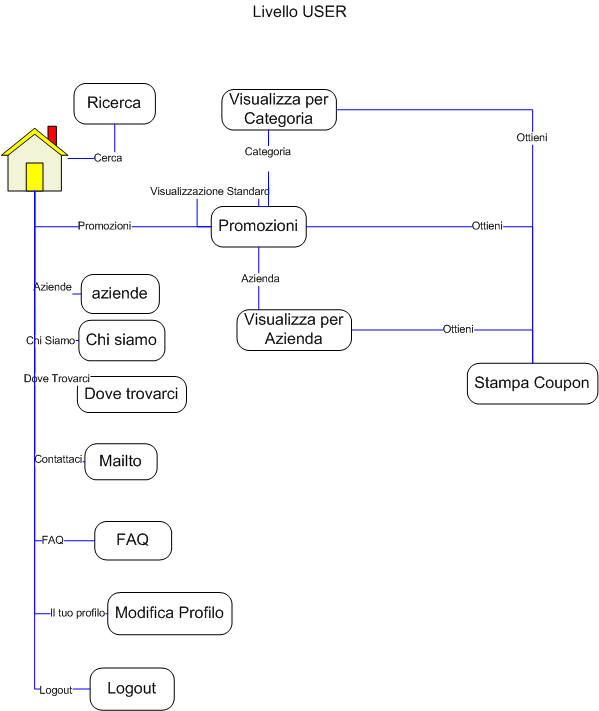 Livello USER
Ricerca
Cerca
Visualizza per
Categoria
Ottieni
Categoria
Visualizzazione Standard
Promozioni
Promozioni
Ottieni
Azienda
Aziende
aziende
Visualizza per
Azienda
Ottieni
Chi Siamo
Chi siamo
Dove Trovarci
Dove trovarci
Stampa Coupon
Contattaci
Mailto
FAQ
FAQ
Il tuo profilo
Modifica Profilo
Logout
Logout